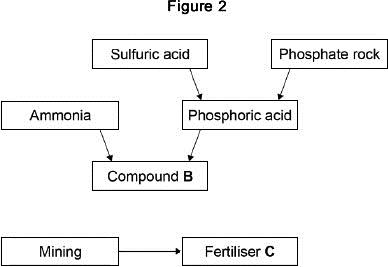 Figure 2
Sulfuric acid
Phosphate rock
Ammonia
Phosphoric acid
Compound B
Mining
Fertiliser C